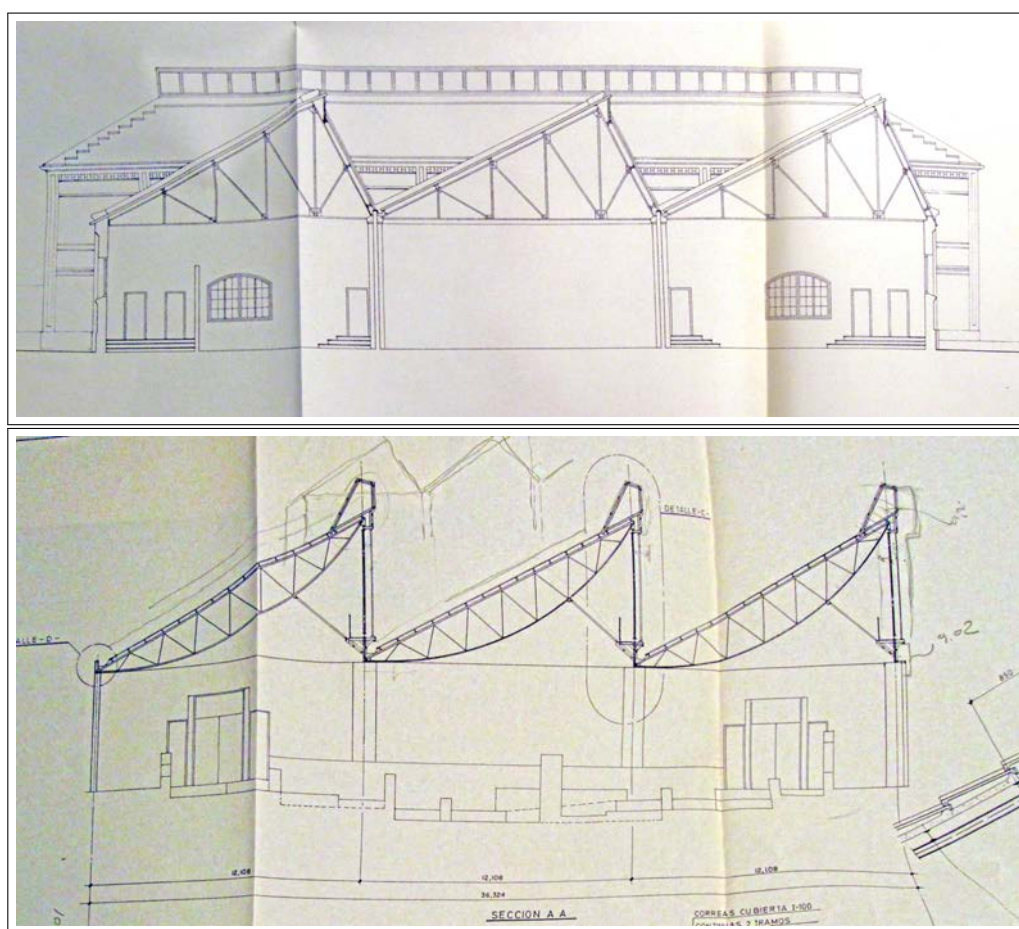 DETALLE-C-
ALLE-D-
9.02
850
12,108
12,108
12,108
36,324
SECCION A A
CORREAS CUBIERTA I-100
CONTINUAS 2 TRAMOS